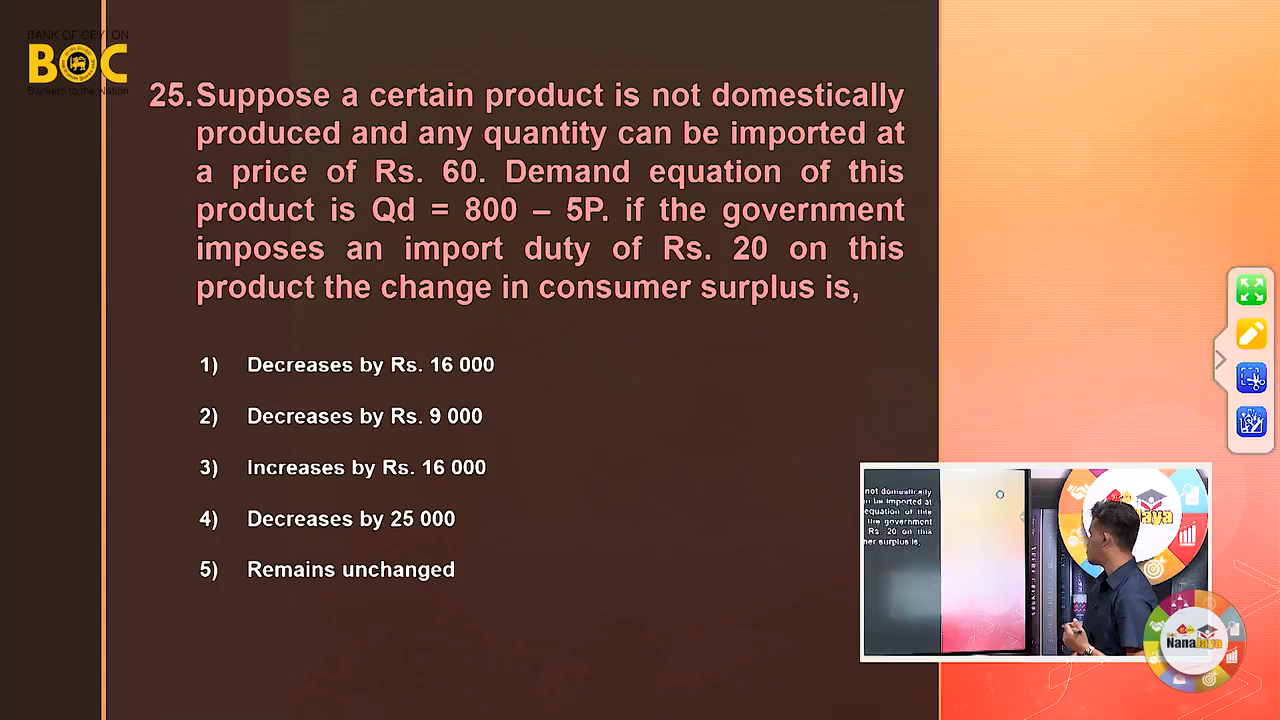 BANK OF CEYLON
BOC
Bankers to the Nation
25. Suppose a certain product is not domestically
produced and any quantity can be imported at
a price of Rs. 60. Demand equation of this
product is Qd = 800 – 5P. if the government
imposes an import duty of Rs. 20 on this
product the change in consumer surplus is,
1) Decreases by Rs. 16 000
2) Decreases by Rs. 9 000
3) Increases by Rs. 16 000
4) Decreases by 25 000
5) Remains unchanged
not domestically
be imported at
equation of this
the government
Rs. 20 on this
her surplus is,
NanaJaya